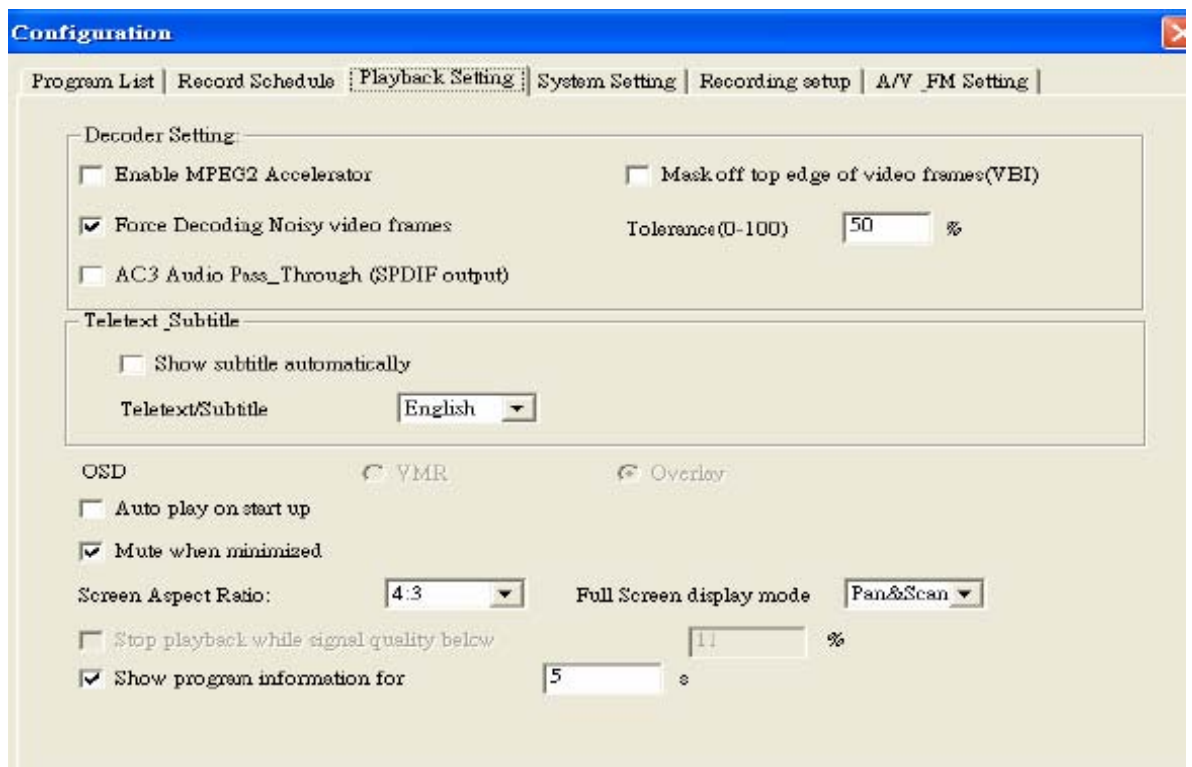 Configuration
Program List | Record Schedule | Playback Setting | System Setting | Recording setup | A/V _FM Setting
Decoder Setting:
Enable MPEG2 Accelerator
Mask off top edge of video frames(VBI)
Force Decoding Noisy video frames
Tolerance(0-100) 50 %
AC3 Audio Pass_Through (SPDIF output)
Teletext _Subtitle
Show subtitle automatically
Teletext/Subtitle English
OSD VMR Overlay
Auto play on start up
Mute when minimized
Screen Aspect Ratio: 4:3 Full Screen display mode Pan&Scan
Stop playback while signal quality below 11 %
Show program information for 5 s